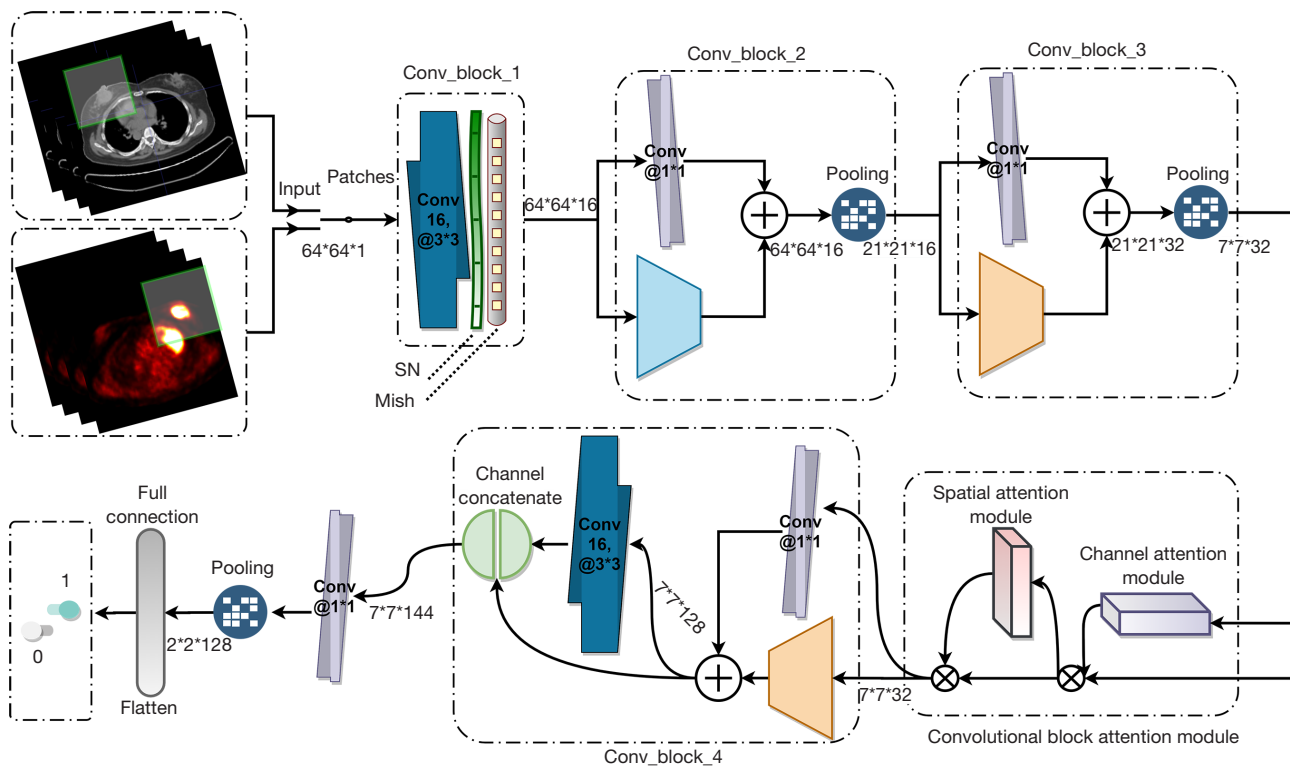 Conv_block_1
Conv_block_2
Conv_block_3
Input
Patches
64*64*1
Conv
16,
@3*3
SN
Mish
64*64*16
Conv
@1*1
64*64*16
Pooling
21*21*16
Conv
@1*1
21*21*32
Pooling
7*7*32
Spatial attention
module
Channel attention
module
Convolutional block attention module
7*7*32
Conv
@1*1
7*7*128
Conv
16,
@3*3
Channel
concatenate
Conv_block_4
7*7*144
Conv
@1*1
Pooling
2*2*128
Full
connection
Flatten
1
0